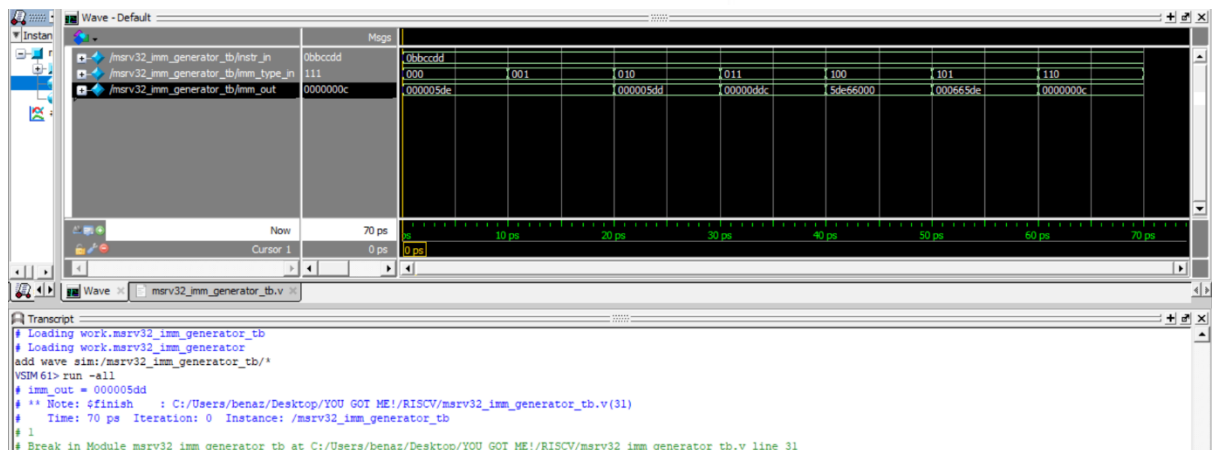 Wave - Default
Instan
Msgs
/msrv32_imm_generator_tb/instr_in 0bbccdd 0bbccdd
/msrv32_imm_generator_tb/imm_type_in 111 000 001 010 011 100 101 110
/msrv32_imm_generator_tb/imm_out 0000000c 000005de 000005dd 00000ddc 5de66000 000665de 0000000c
Now 70 ps ps 10 ps 20 ps 30 ps 40 ps 50 ps 60 ps 70 ps
Cursor 1 0 ps 0 ps
Wave msrv32_imm_generator_tb.v
Transcript
# Loading work.msrv32_imm_generator_tb
# Loading work.msrv32_imm_generator
add wave sim:/msrv32_imm_generator_tb/*
VSIM 61> run -all
# imm_out = 000005dd
# ** Note: $finish : C:/Users/benaz/Desktop/YOU GOT ME!/RISCV/msrv32_imm_generator_tb.v(31)
# Time: 70 ps Iteration: 0 Instance: /msrv32_imm_generator_tb
# 1
# Break in Module msrv32_imm_generator_tb at C:/Users/benaz/Desktop/YOU GOT ME!/RISCV/msrv32_imm_generator_tb.v line 31